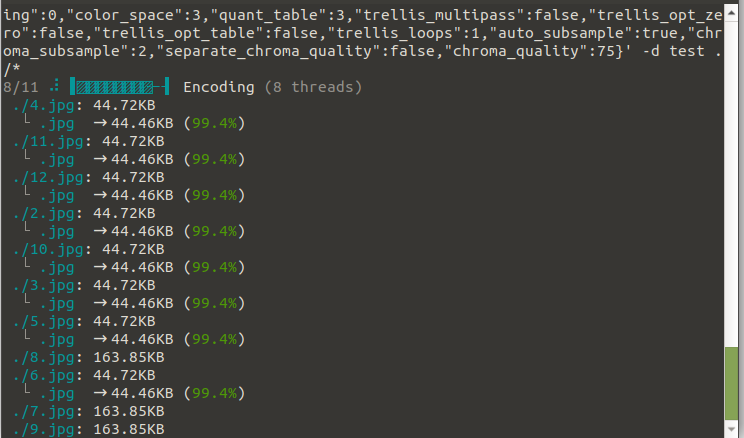 ing":0,"color_space":3,"quant_table":3,"trellis_multipass":false,"trellis_opt_ze
ro":false,"trellis_opt_table":false,"trellis_loops":1,"auto_subsample":true,"chr
oma_subsample":2,"separate_chroma_quality":false,"chroma_quality":75}' -d test .
/*
8/11 ⠼ ▐▨▨▨▨▨▨▨▨╌▌ Encoding (8 threads)
./4.jpg: 44.72KB
└ .jpg → 44.46KB (99.4%)
./11.jpg: 44.72KB
└ .jpg → 44.46KB (99.4%)
./12.jpg: 44.72KB
└ .jpg → 44.46KB (99.4%)
./2.jpg: 44.72KB
└ .jpg → 44.46KB (99.4%)
./10.jpg: 44.72KB
└ .jpg → 44.46KB (99.4%)
./3.jpg: 44.72KB
└ .jpg → 44.46KB (99.4%)
./5.jpg: 44.72KB
└ .jpg → 44.46KB (99.4%)
./8.jpg: 163.85KB
./6.jpg: 44.72KB
└ .jpg → 44.46KB (99.4%)
./7.jpg: 163.85KB
./9.jpg: 163.85KB